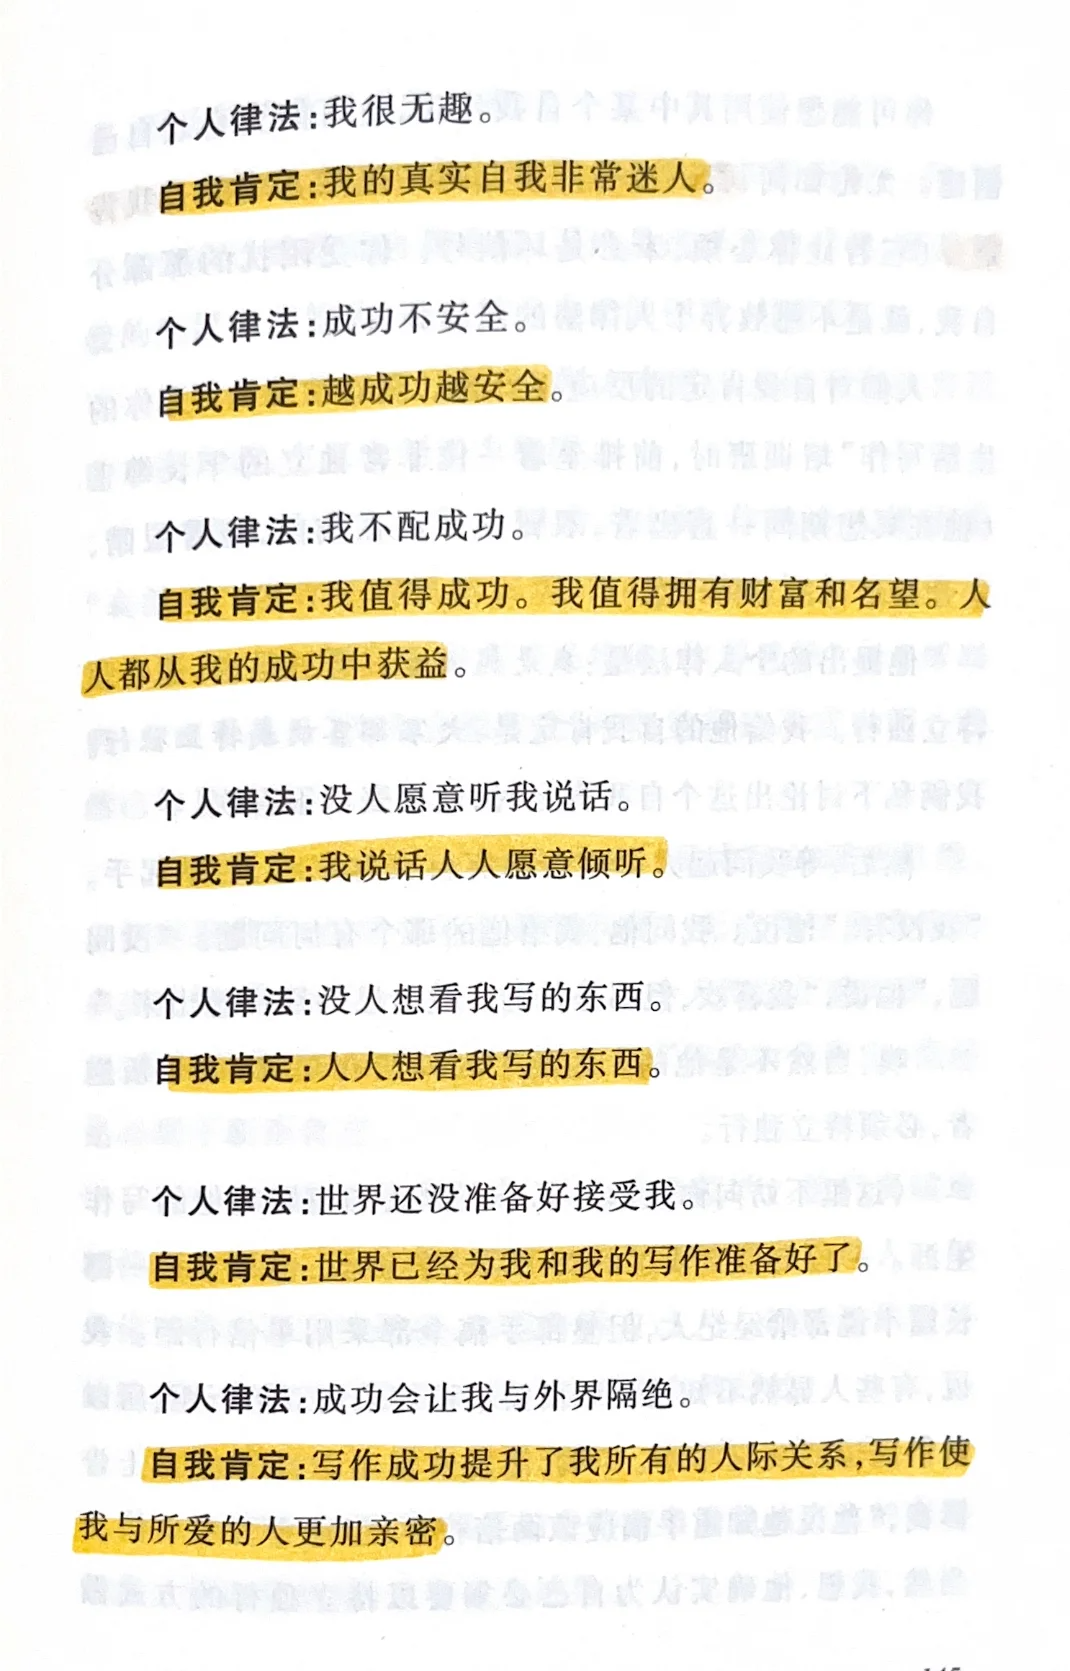 个人律法:我很无趣。
自我肯定:我的真实自我非常迷人。
个人律法:成功不安全。
自我肯定:越成功越安全。
个人律法:我不配成功。
自我肯定:我值得成功。我值得拥有财富和名望。人
人都从我的成功中获益。
个人律法:没人愿意听我说话。
自我肯定:我说话人人愿意倾听。
个人律法:没人想看我写的东西。
自我肯定:人人想看我写的东西。
个人律法:世界还没准备好接受我。
自我肯定:世界已经为我和我的写作准备好了。
个人律法:成功会让我与外界隔绝。
自我肯定:写作成功提升了我所有的人际关系,写作使
我与所爱的人更加亲密。